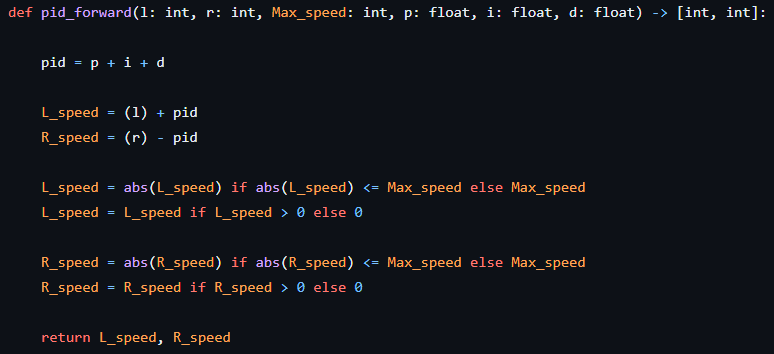 def pid_forward(l: int, r: int, Max_speed: int, p: float, i: float, d: float) -> [int, int]:
pid = p + i + d
L_speed = (l) + pid
R_speed = (r) - pid
L_speed = abs(L_speed) if abs(L_speed) <= Max_speed else Max_speed
L_speed = L_speed if L_speed > 0 else 0
R_speed = abs(R_speed) if abs(R_speed) <= Max_speed else Max_speed
R_speed = R_speed if R_speed > 0 else 0
return L_speed, R_speed